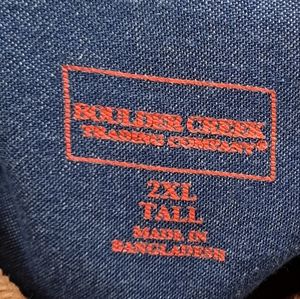 BOULDER CREEK
TRADING COMPANY®
2XL
TALL
MADE IN
BANGLADESH